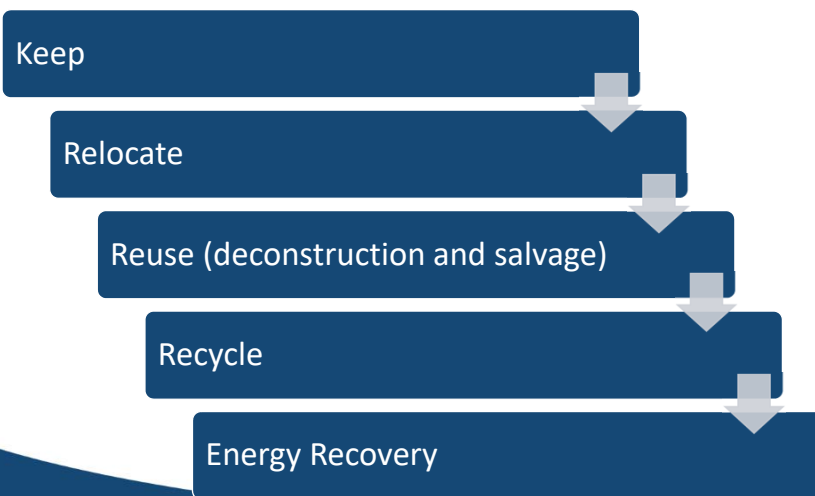 Keep
Relocate
Reuse (deconstruction and salvage)
Recycle
Energy Recovery